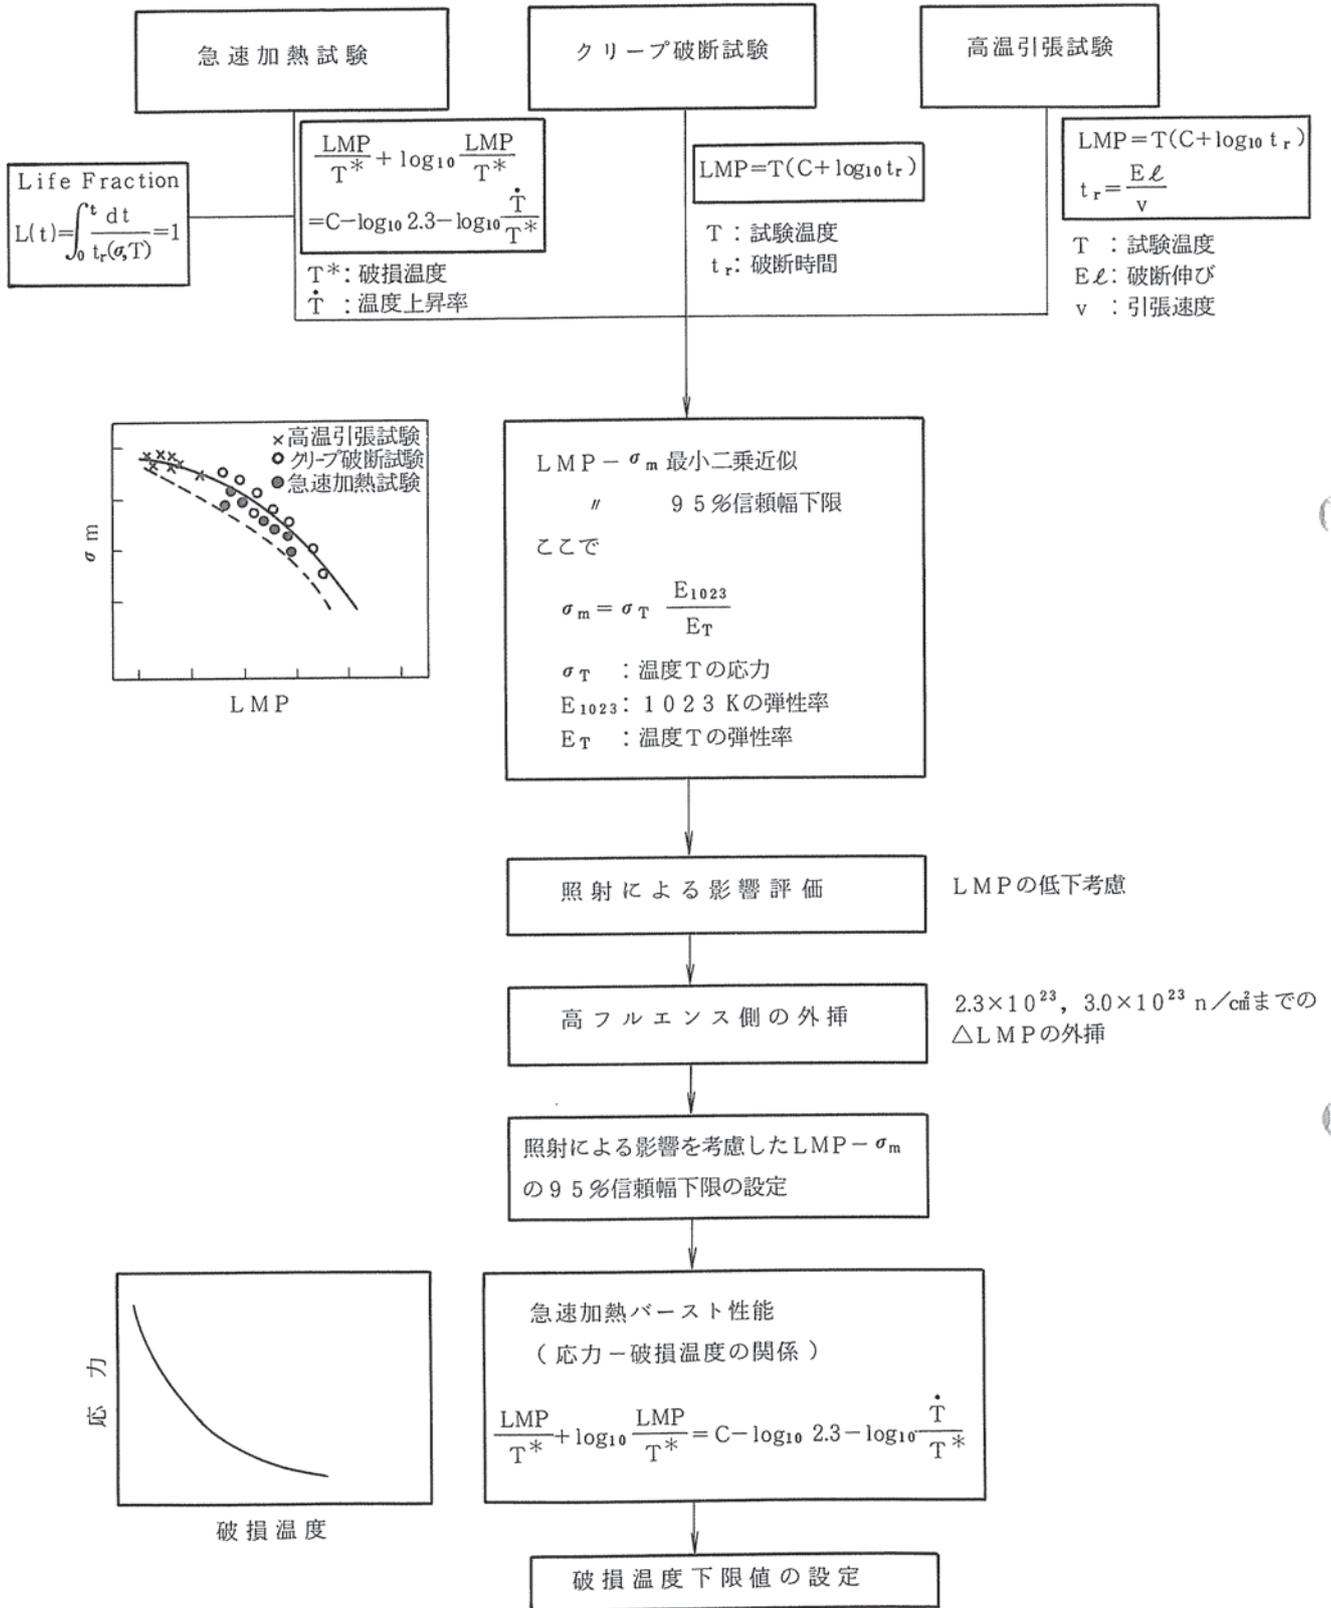 急速加熱試験
クリープ破断試験
高温引張試験
Life Fraction
L(t)=∫₀ᵗ dt/tr(σ,T)=1
LMP/T* + log₁₀ LMP/T*
=C−log₁₀ 2.3−log₁₀ Ṫ/T*
T*: 破損温度
Ṫ : 温度上昇率
LMP=T(C+log₁₀ tr)
T : 試験温度
tr: 破断時間
LMP=T(C+log₁₀ tr)
tr=Eℓ/v
T : 試験温度
Eℓ: 破断伸び
v : 引張速度
×高温引張試験
○クリープ破断試験
●急速加熱試験
σm
LMP
LMP−σm 最小二乗近似
〃 95%信頼幅下限
ここで
σm=σT E1023/ET
σT : 温度Tの応力
E1023: 1023Kの弾性率
ET : 温度Tの弾性率
照射による影響評価
LMPの低下考慮
高フルエンス側の外挿
2.3×10²³, 3.0×10²³ n/㎠までの
△LMPの外挿
照射による影響を考慮したLMP−σm
の95%信頼幅下限の設定
応力
破損温度
急速加熱バースト性能
(応力−破損温度の関係)
LMP/T*+log₁₀ LMP/T*=C−log₁₀ 2.3−log₁₀ Ṫ/T*
破損温度下限値の設定